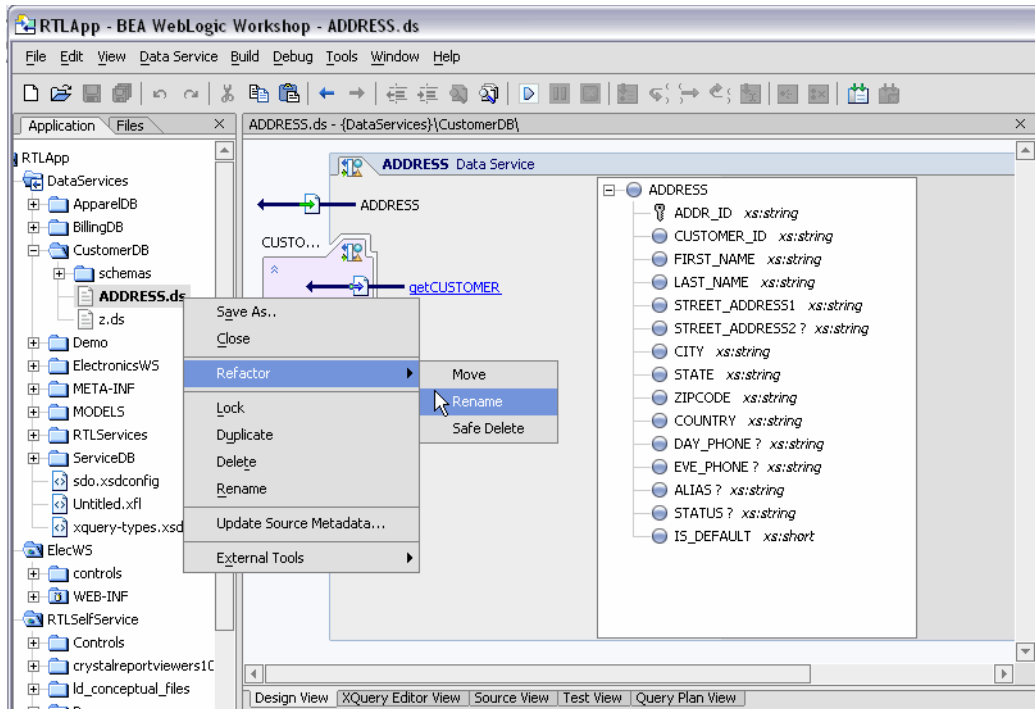 RTLApp - BEA WebLogic Workshop - ADDRESS.ds
File Edit View Data Service Build Debug Tools Window Help
Application Files
ADDRESS.ds - {DataServices}\CustomerDB\
RTLApp
DataServices
ApparelDB
BillingDB
CustomerDB
schemas
ADDRESS.ds
z.ds
Demo
ElectronicsWS
META-INF
MODELS
RTLServices
ServiceDB
sdo.xsdconfig
Untitled.xfl
xquery-types.xsd
ElecWS
controls
WEB-INF
RTLSelfService
Controls
crystalreportviewers10
ld_conceptual_files
Save As..
Close
Refactor
Lock
Duplicate
Delete
Rename
Update Source Metadata...
External Tools
Move
Rename
Safe Delete
ADDRESS Data Service
ADDRESS
CUSTO...
getCUSTOMER
ADDRESS
ADDR_ID xs:string
CUSTOMER_ID xs:string
FIRST_NAME xs:string
LAST_NAME xs:string
STREET_ADDRESS1 xs:string
STREET_ADDRESS2 ? xs:string
CITY xs:string
STATE xs:string
ZIPCODE xs:string
COUNTRY xs:string
DAY_PHONE ? xs:string
EVE_PHONE ? xs:string
ALIAS ? xs:string
STATUS ? xs:string
IS_DEFAULT xs:short
Design View XQuery Editor View Source View Test View Query Plan View